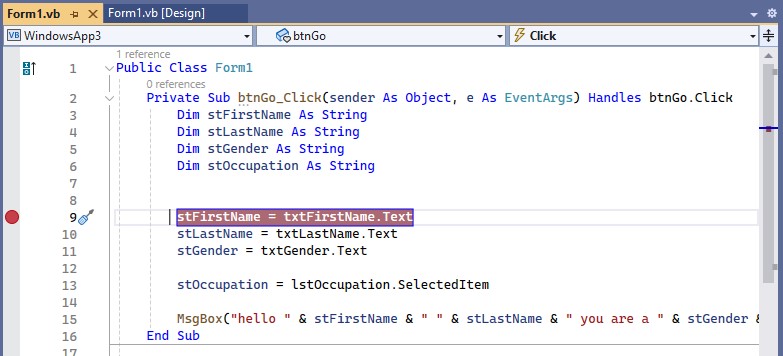 Form1.vb
Form1.vb [Design]
VB WindowsApp3
btnGo
Click
1 reference
1 Public Class Form1
0 references
2 Private Sub btnGo_Click(sender As Object, e As EventArgs) Handles btnGo.Click
3 Dim stFirstName As String
4 Dim stLastName As String
5 Dim stGender As String
6 Dim stOccupation As String
7
8
9 stFirstName = txtFirstName.Text
10 stLastName = txtLastName.Text
11 stGender = txtGender.Text
12
13 stOccupation = lstOccupation.SelectedItem
14
15 MsgBox("hello " & stFirstName & " " & stLastName & " you are a " & stGender &
16 End Sub
17